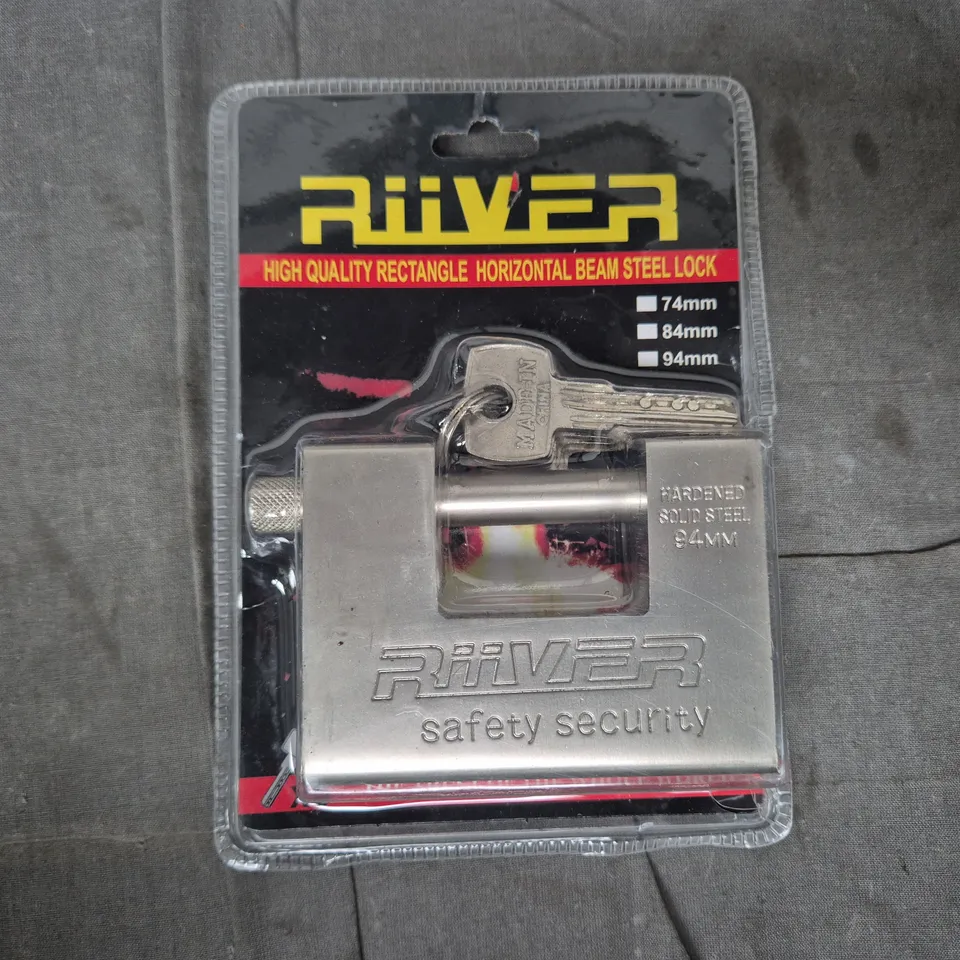 RiiVER
HIGH QUALITY RECTANGLE HORIZONTAL BEAM STEEL LOCK
74mm
84mm
94mm
MADE IN
CHINA
HARDENED
SOLID STEEL
94MM
RiiVER
safety security